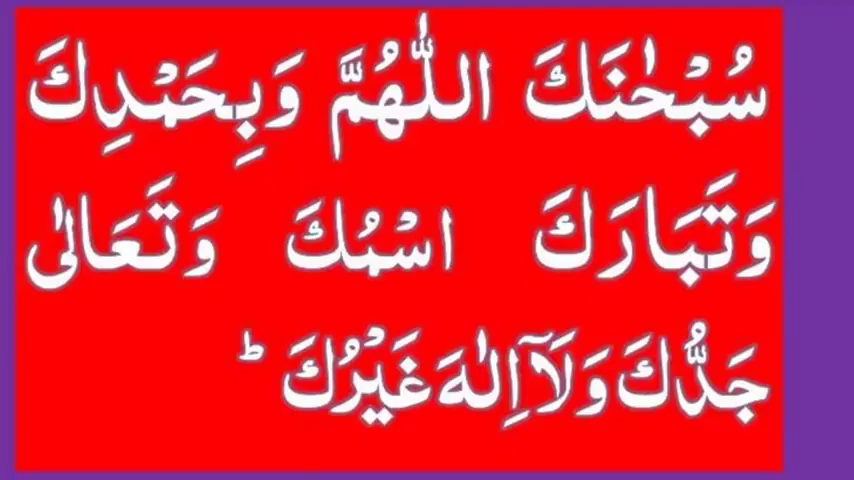 سُبْحٰنَكَ اللّٰهُمَّ وَبِحَمْدِكَ
وَتَبَارَكَ اسْمُكَ وَتَعَالٰى
جَدُّكَ وَلَآ اِلٰهَ غَيْرُكَ ؕ